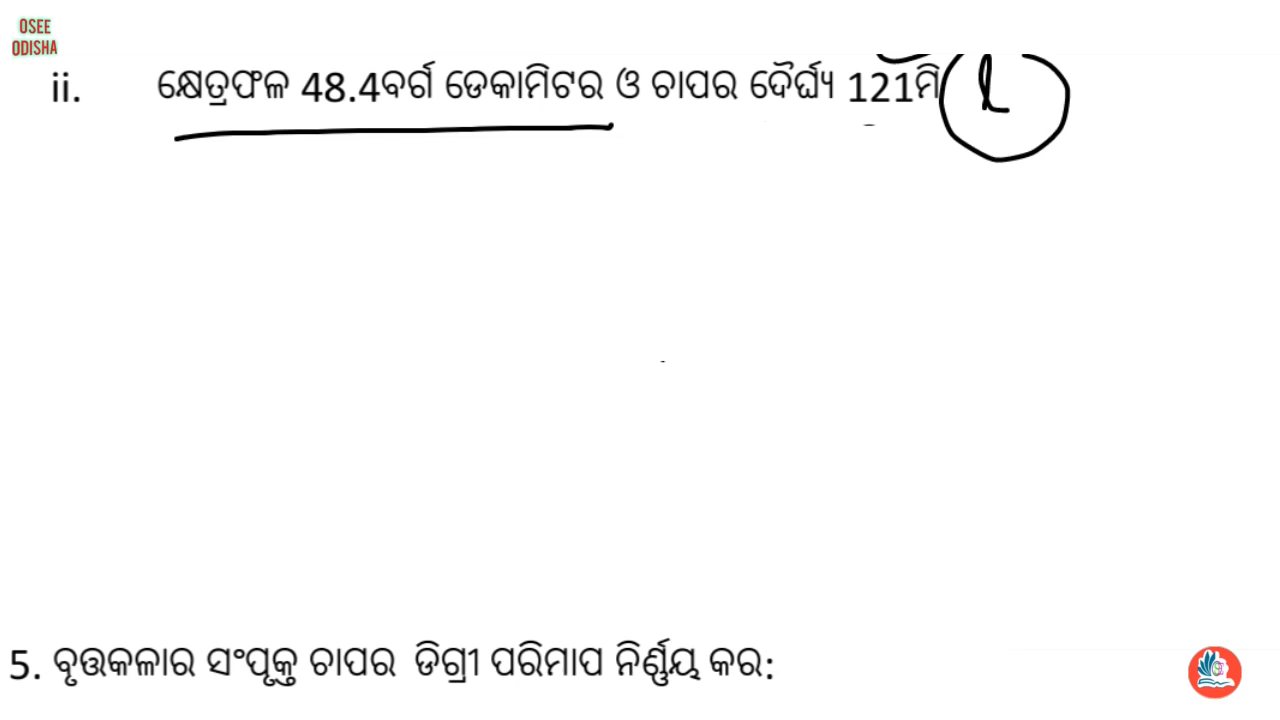 OSEE
ODISHA
ii. କ୍ଷେତ୍ରଫଳ 48.4ବର୍ଗ ଡେକାମିଟର ଓ ଚାପର ଦୈର୍ଘ୍ୟ 121ମି l
5. ବୃତ୍ତକଳାର ସଂପୃକ୍ତ ଚାପର ଡିଗ୍ରୀ ପରିମାପ ନିର୍ଣ୍ଣୟ କର: